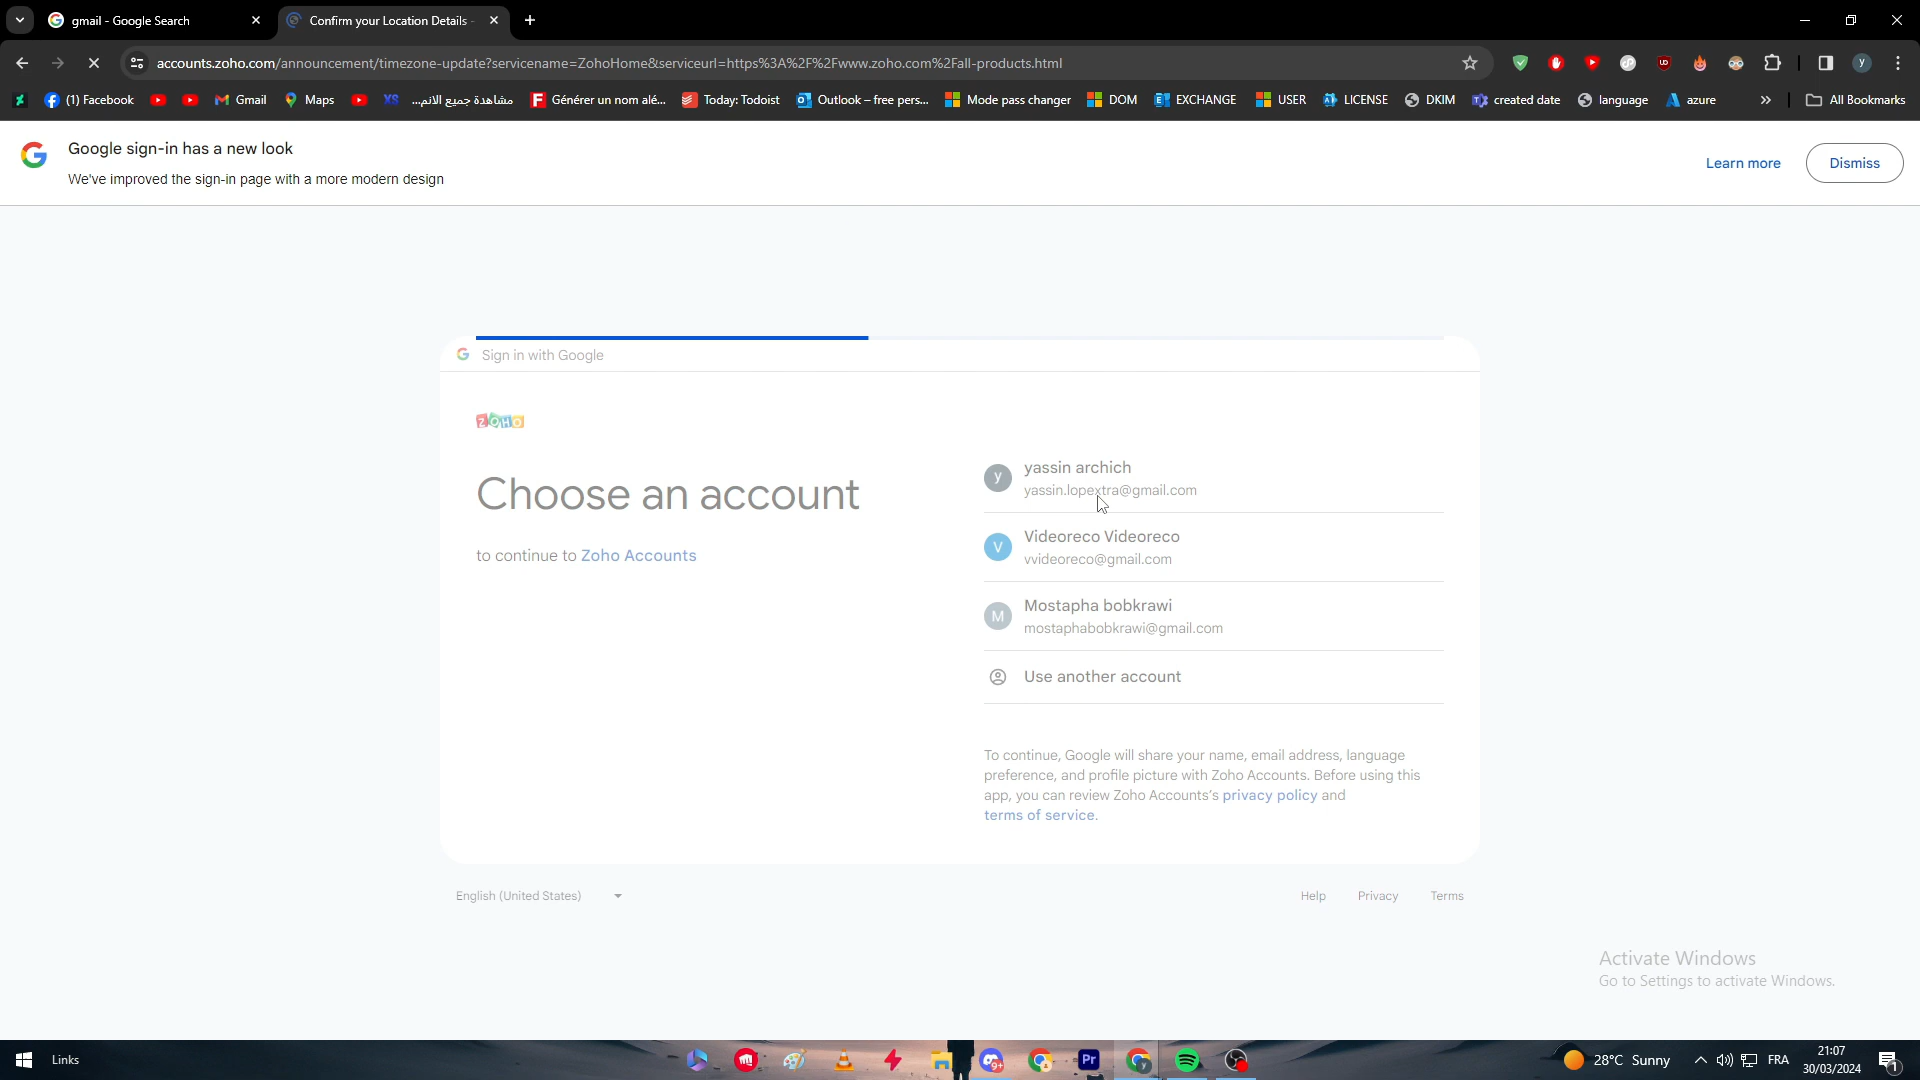 gmail - Google Search
Confirm your Location Details -
accounts.zoho.com/announcement/timezone-update?servicename=ZohoHome&serviceurl=https%3A%2F%2Fwww.zoho.com%2Fall-products.html
(1) Facebook
Gmail
Maps
XS
مشاهدة جميع الانم...
Générer un nom alé...
Today: Todoist
Outlook – free pers...
Mode pass changer
DOM
EXCHANGE
USER
LICENSE
DKIM
created date
language
azure
All Bookmarks
Google sign-in has a new look
We've improved the sign-in page with a more modern design
Learn more
Dismiss
Sign in with Google
ZOHO
Choose an account
to continue to Zoho Accounts
y
yassin archich
yassin.lopextra@gmail.com
V
Videoreco Videoreco
vvideoreco@gmail.com
M
Mostapha bobkrawi
mostaphabobkrawi@gmail.com
Use another account
To continue, Google will share your name, email address, language
preference, and profile picture with Zoho Accounts. Before using this
app, you can review Zoho Accounts's privacy policy and
terms of service.
English (United States)
Help
Privacy
Terms
Activate Windows
Go to Settings to activate Windows.
Links
9+
Pr
28°C Sunny
FRA
21:07
30/03/2024
1